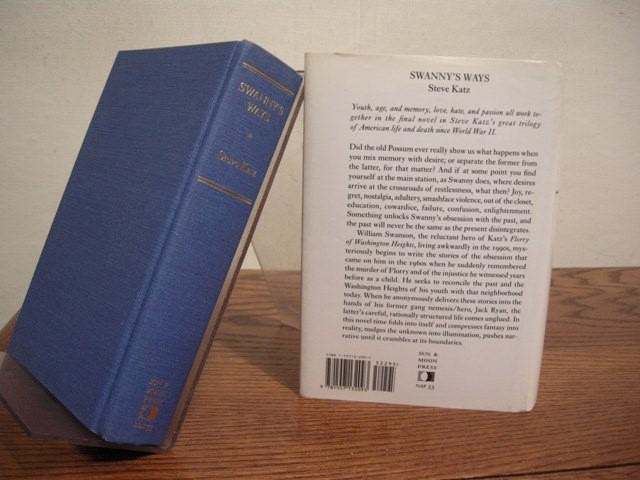 SWANNY'S
WAYS
Steve Katz
SUN &
MOON
PRESS
SWANNY'S WAYS
Steve Katz
Youth, age, and memory, love, hate, and passion all work to-
gether in the final novel in Steve Katz's great trilogy
of American life and death since World War II.
Did the old Possum ever really show us what happens when
you mix memory with desire; or separate the former from
the latter, for that matter? And if at some point you find
yourself at the main station, as Swanny does, where desires
arrive at the crossroads of restlessness, what then? Joy, re-
gret, nostalgia, adultery, smashface violence, out of the closet,
education, cowardice, failure, confusion, enlightenment.
Something unlocks Swanny's obsession with the past, and
the past will never be the same as the present disintegrates.
William Swanson, the reluctant hero of Katz's Florry
of Washington Heights, living awkwardly in the 1990s, mys-
teriously begins to write the stories of the obsession that
came on him in the 1960s when he suddenly remembered
the murder of Florry and of the injustice he witnessed years
before as a child. He seeks to reconcile the past and the
Washington Heights of his youth with that neighborhood
today. When he anonymously delivers these stories into the
hands of his former gang nemesis/hero, Jack Ryan, the
latter's careful, rationally structured life comes unglued. In
this novel time folds into itself and compresses fantasy into
reality, nudges the unknown into illumination, pushes nar-
rative until it crumbles at its boundaries.
SUN &
MOON
PRESS
NAP 23